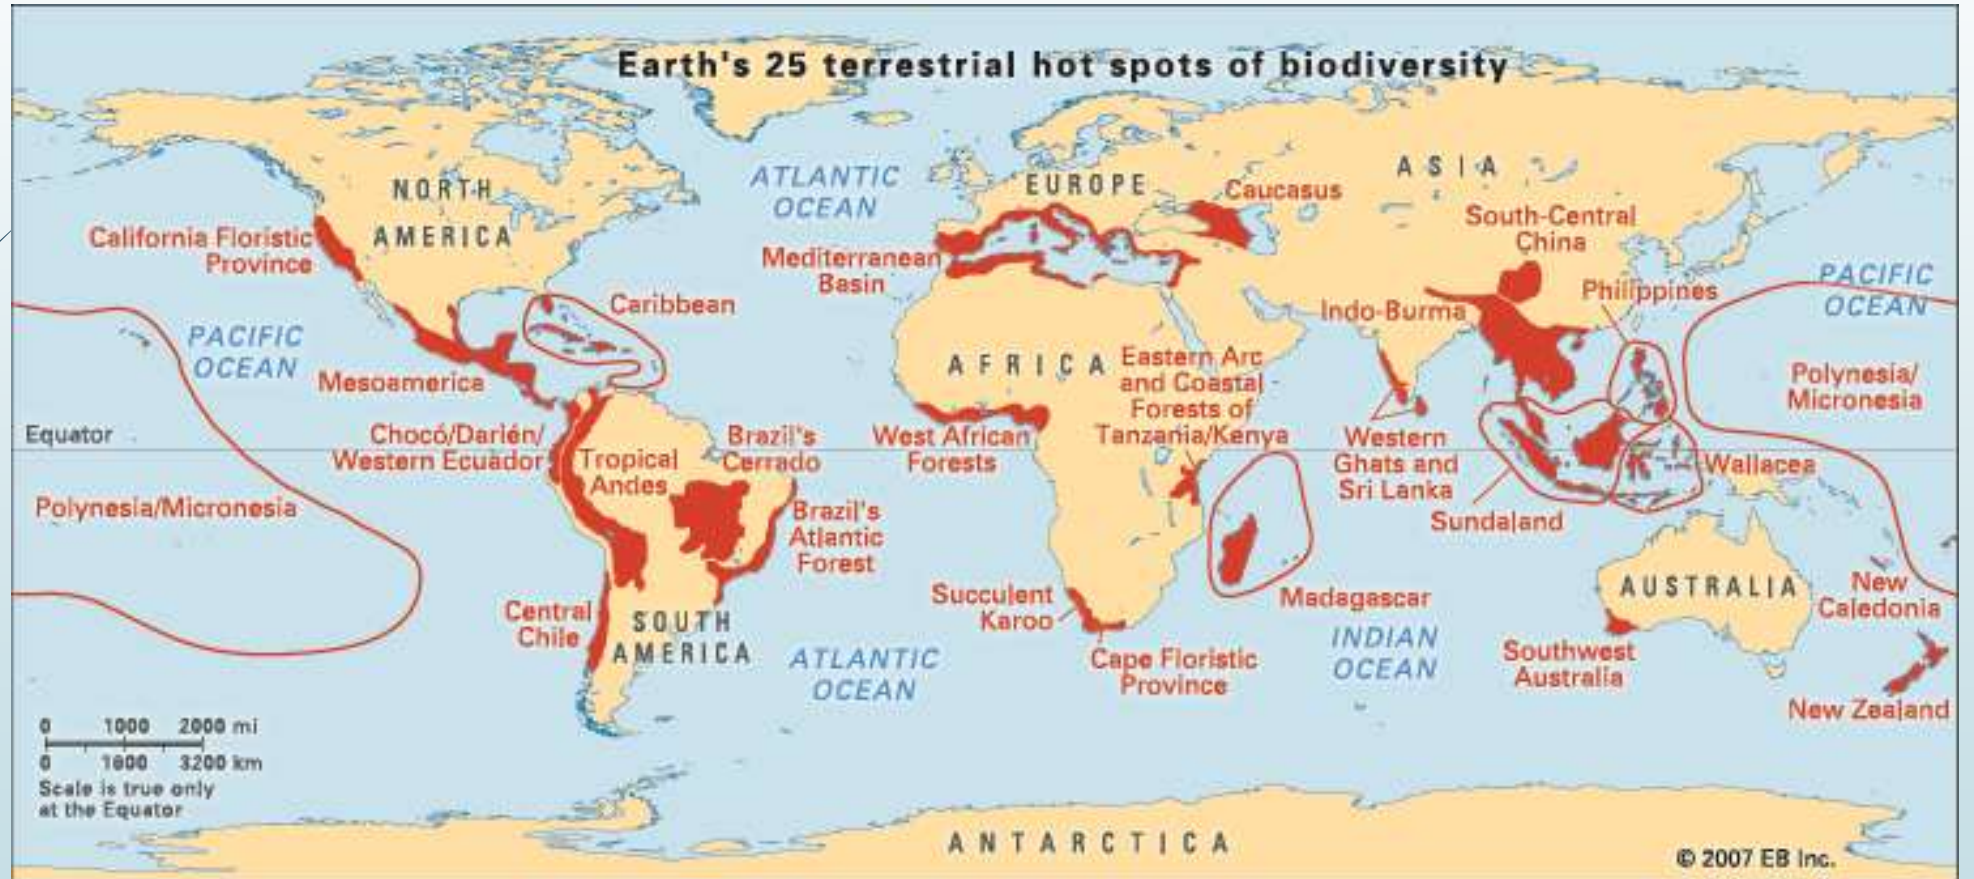 Earth's 25 terrestrial hot spots of biodiversity
NORTH
AMERICA
ATLANTIC
OCEAN
EUROPE
ASIA
Caucasus
South-Central
China
California Floristic
Province
Mediterranean
Basin
PACIFIC
OCEAN
Philippines
Indo-Burma
Caribbean
PACIFIC
OCEAN
AFRICA
Eastern Arc
and Coastal
Forests of
Tanzania/Kenya
Mesoamerica
Polynesia/
Micronesia
Equator
Chocó/Darién/
Western Ecuador
Tropical
Andes
Brazil's
Cerrado
West African
Forests
Western
Ghats and
Sri Lanka
Wallacea
Polynesia/Micronesia
Brazil's
Atlantic
Forest
Sundaland
Central
Chile
SOUTH
AMERICA
Succulent
Karoo
Madagascar
AUSTRALIA
New
Caledonia
ATLANTIC
OCEAN
Cape Floristic
Province
INDIAN
OCEAN
Southwest
Australia
New Zealand
0 1000 2000 mi
0 1600 3200 km
Scale is true only
at the Equator
ANTARCTICA
© 2007 EB Inc.